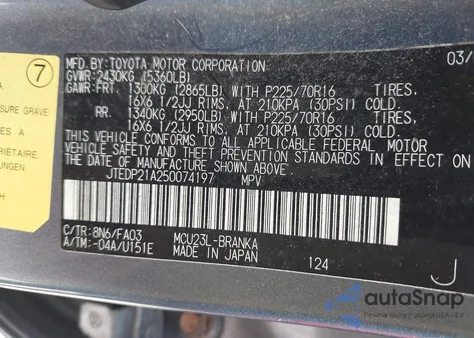 MFD.BY:TOYOTA MOTOR CORPORATION 03/
GVWR:2430KG (5360LB)
GAWR:FRT. 1300KG (2865LB) WITH P225/70R16 TIRES,
16X6 1/2JJ RIMS, AT 210KPA (30PSI) COLD.
RR. 1340KG (2950LB) WITH P225/70R16 TIRES,
16X6 1/2JJ RIMS, AT 210KPA (30PSI) COLD.
THIS VEHICLE CONFORMS TO ALL APPLICABLE FEDERAL MOTOR
VEHICLE SAFETY AND THEFT PREVENTION STANDARDS IN EFFECT
THE DATE OF MANUFACTURE SHOWN ABOVE.
JTEDP21A250074197 MPV
C/TR:8N6/FA03 MCU23L-BRANKA
A/TM:-04A/U151E MADE IN JAPAN 124
J
7
SURE GRAVE
autoSnap